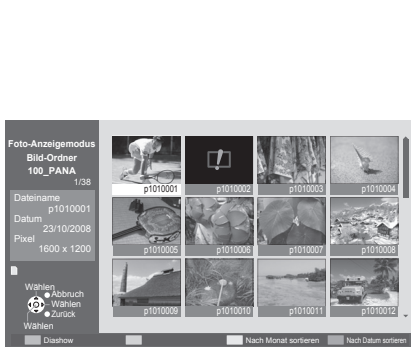 Foto-Anzeigemodus
Bild-Ordner
100_PANA
1/38
Dateiname
p1010001
Datum
23/10/2008
Pixel
1600 x 1200
Wählen
Abbruch
Wählen
Zurück
Wählen
p1010001 p1010002 p1010003 p1010004
p1010005 p1010006 p1010007 p1010008
p1010009 p1010010 p1010011 p1010012
Diashow Nach Monat sortieren Nach Datum sortieren